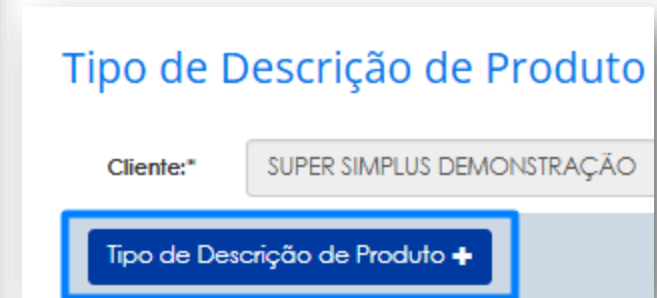 Tipo de Descrição de Produto
Cliente:* SUPER SIMPLUS DEMONSTRAÇÃO
Tipo de Descrição de Produto +